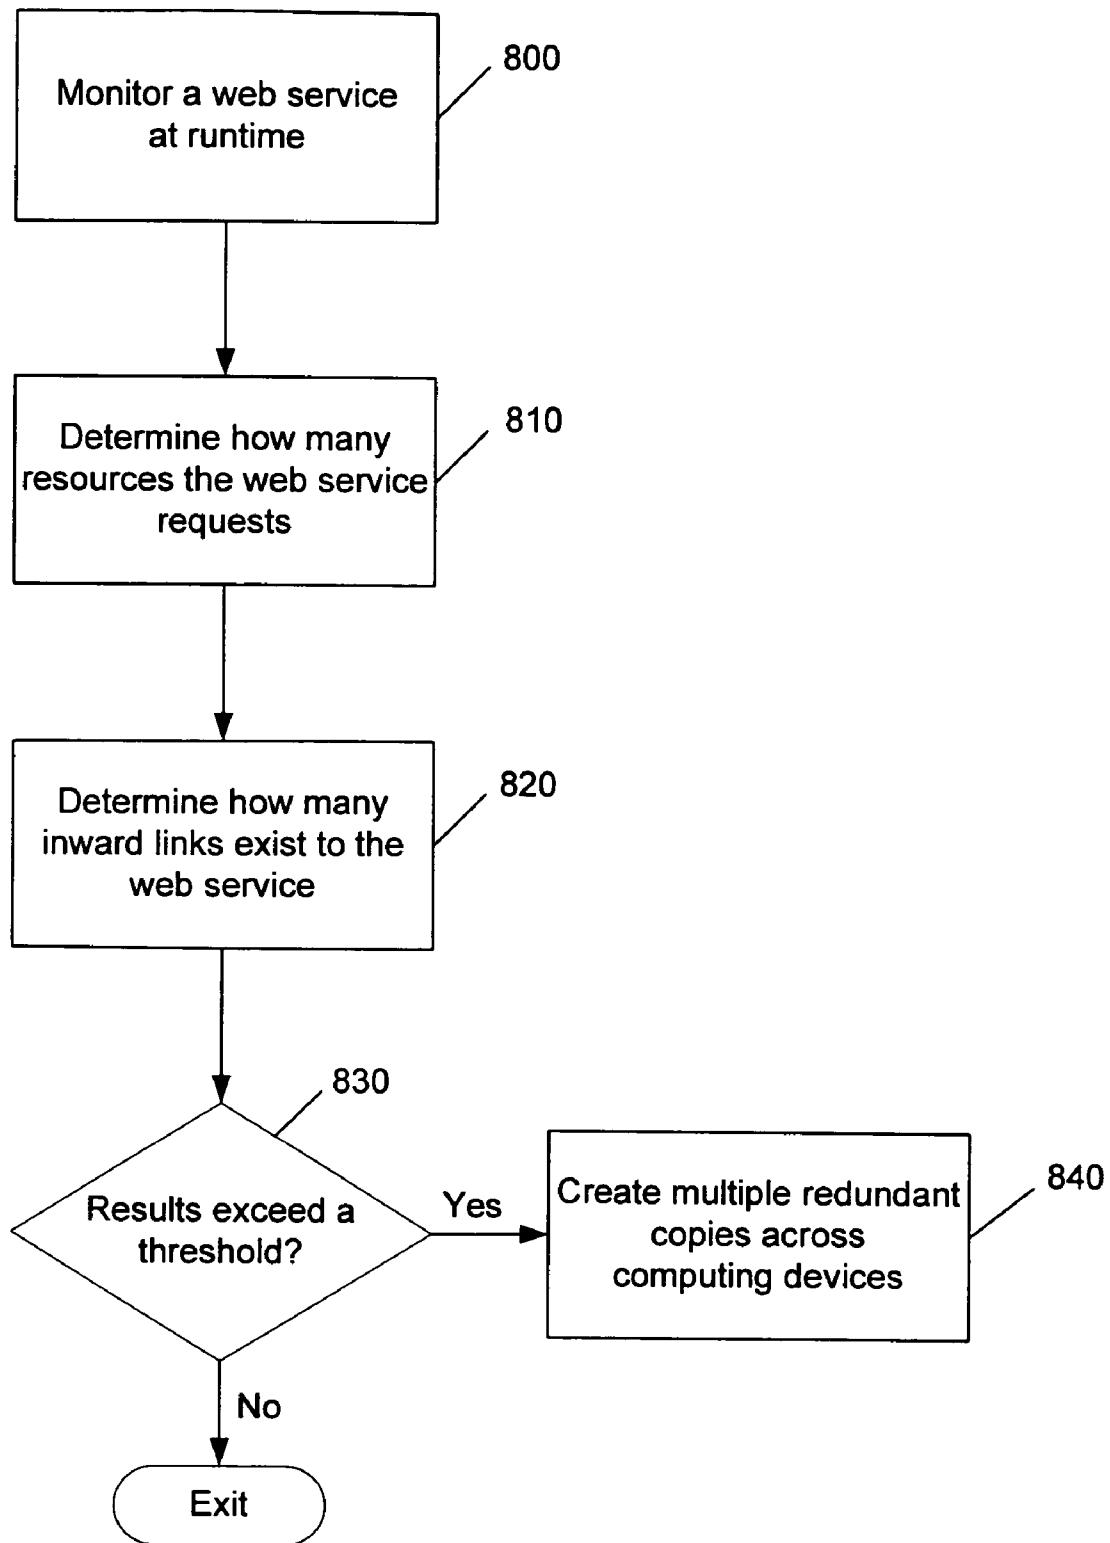 800
Monitor a web service
at runtime
810
Determine how many
resources the web service
requests
820
Determine how many
inward links exist to the
web service
830
Results exceed a
threshold?
Yes
840
Create multiple redundant
copies across
computing devices
No
Exit